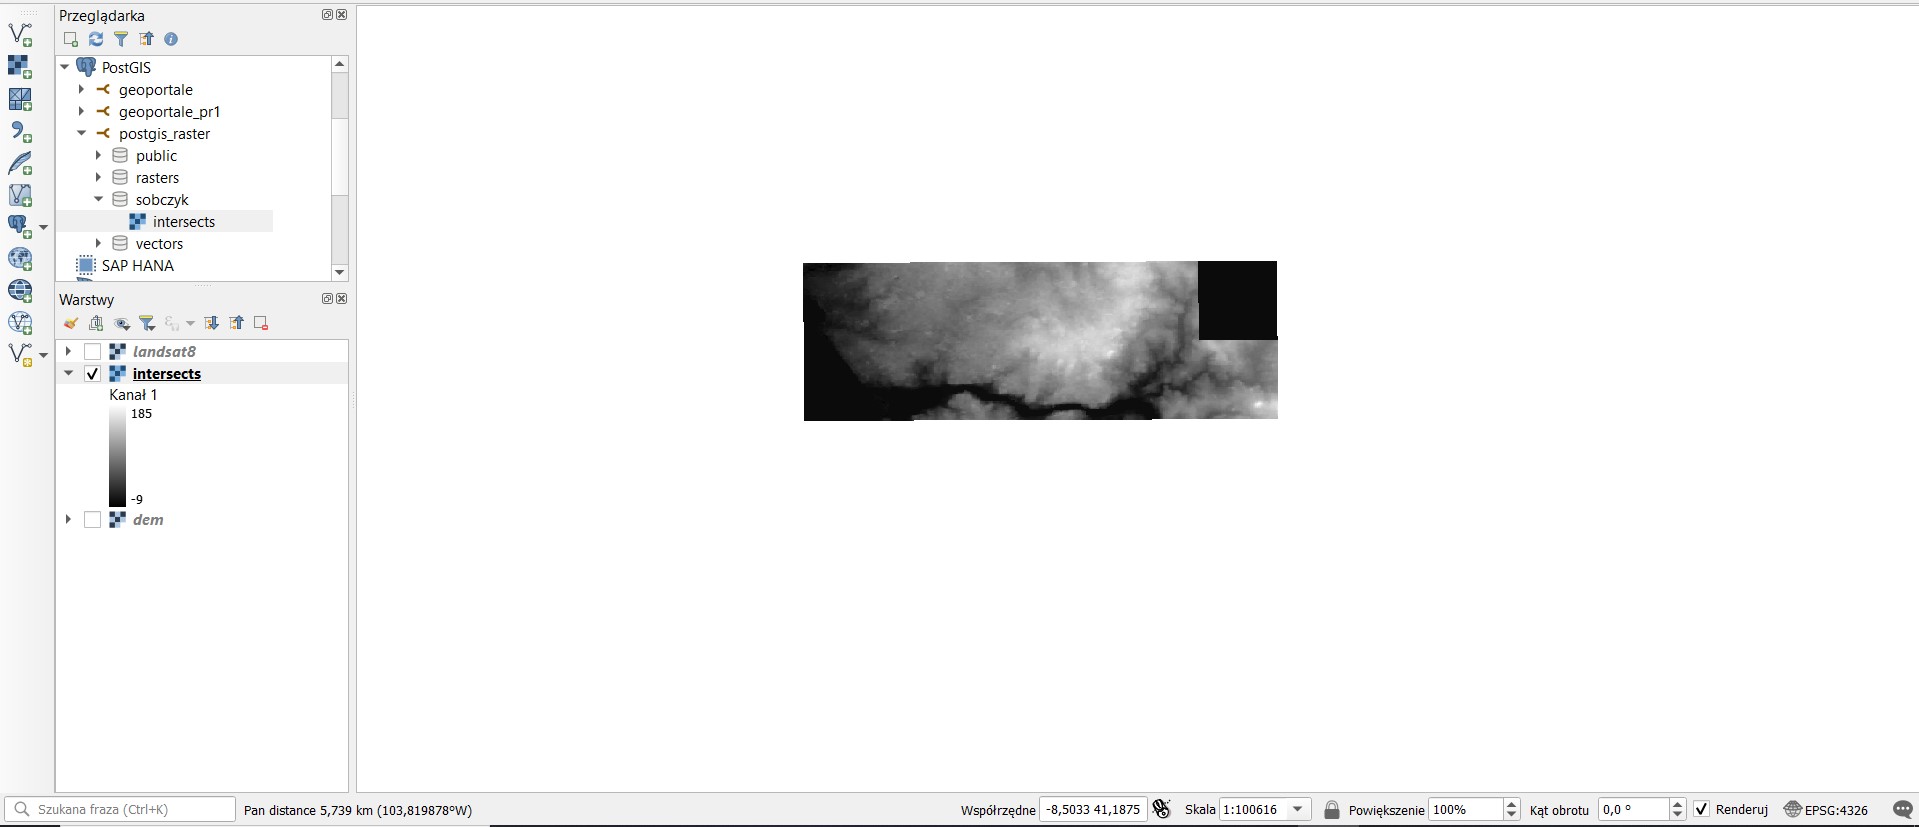 Przeglądarka
PostGIS
geoportale
geoportale_pr1
postgis_raster
public
rasters
sobczyk
intersects
vectors
SAP HANA
Warstwy
landsat8
intersects
Kanał 1
185
-9
dem
Szukana fraza (Ctrl+K) Pan distance 5,739 km (103,819878°W) Współrzędne -8,5033 41,1875 Skala 1:100616 Powiększenie 100% Kąt obrotu 0,0 ° Renderuj EPSG:4326